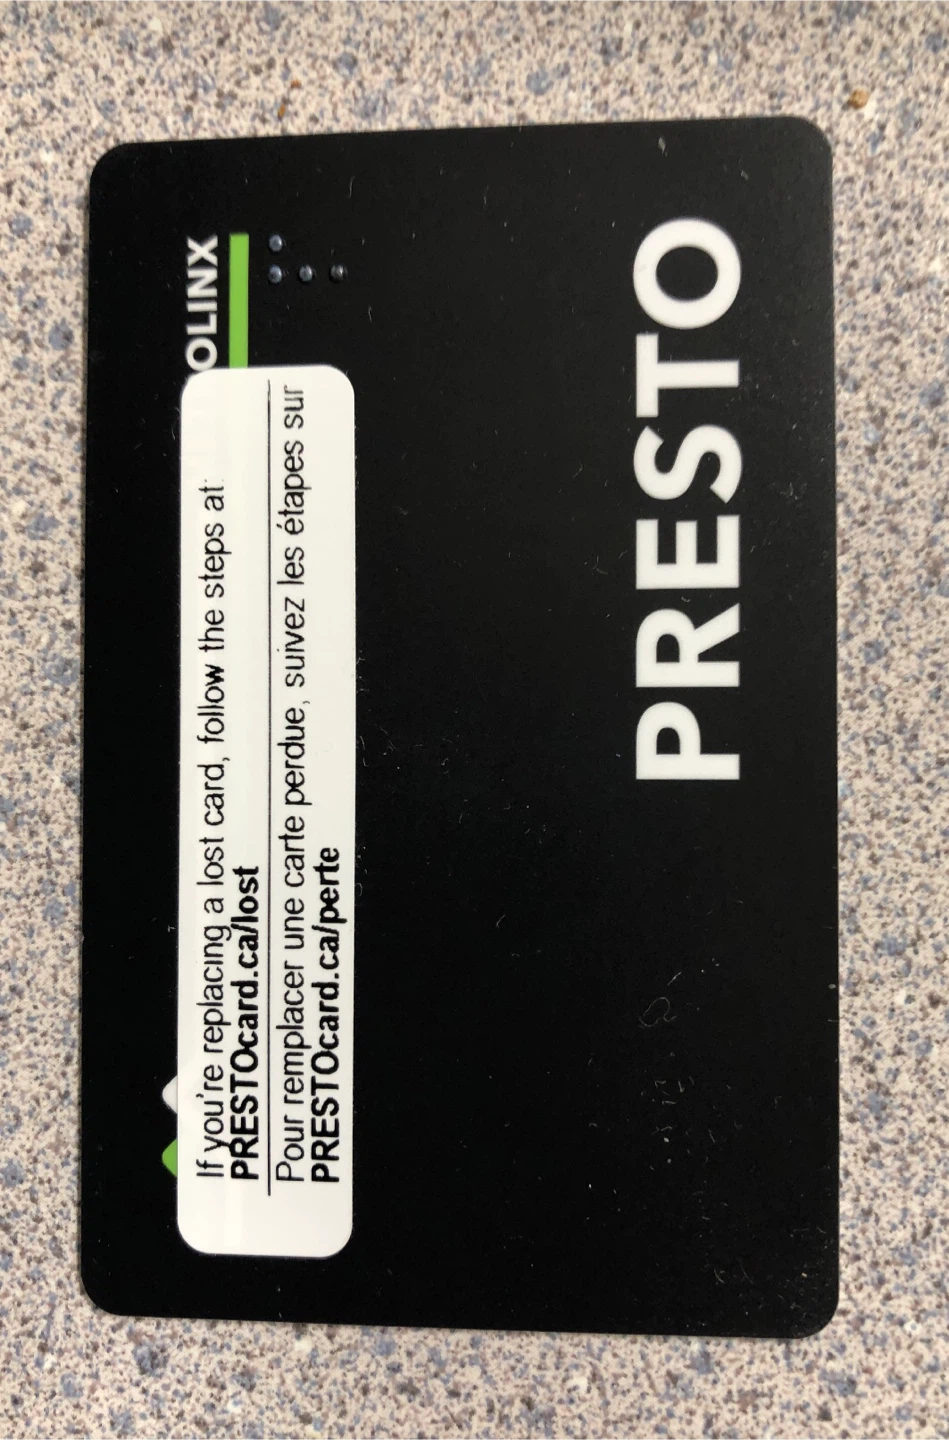 OLINX
If you're replacing a lost card, follow the steps at:
PRESTOcard.ca/lost
Pour remplacer une carte perdue, suivez les étapes sur
PRESTOcard.ca/perte
PRESTO